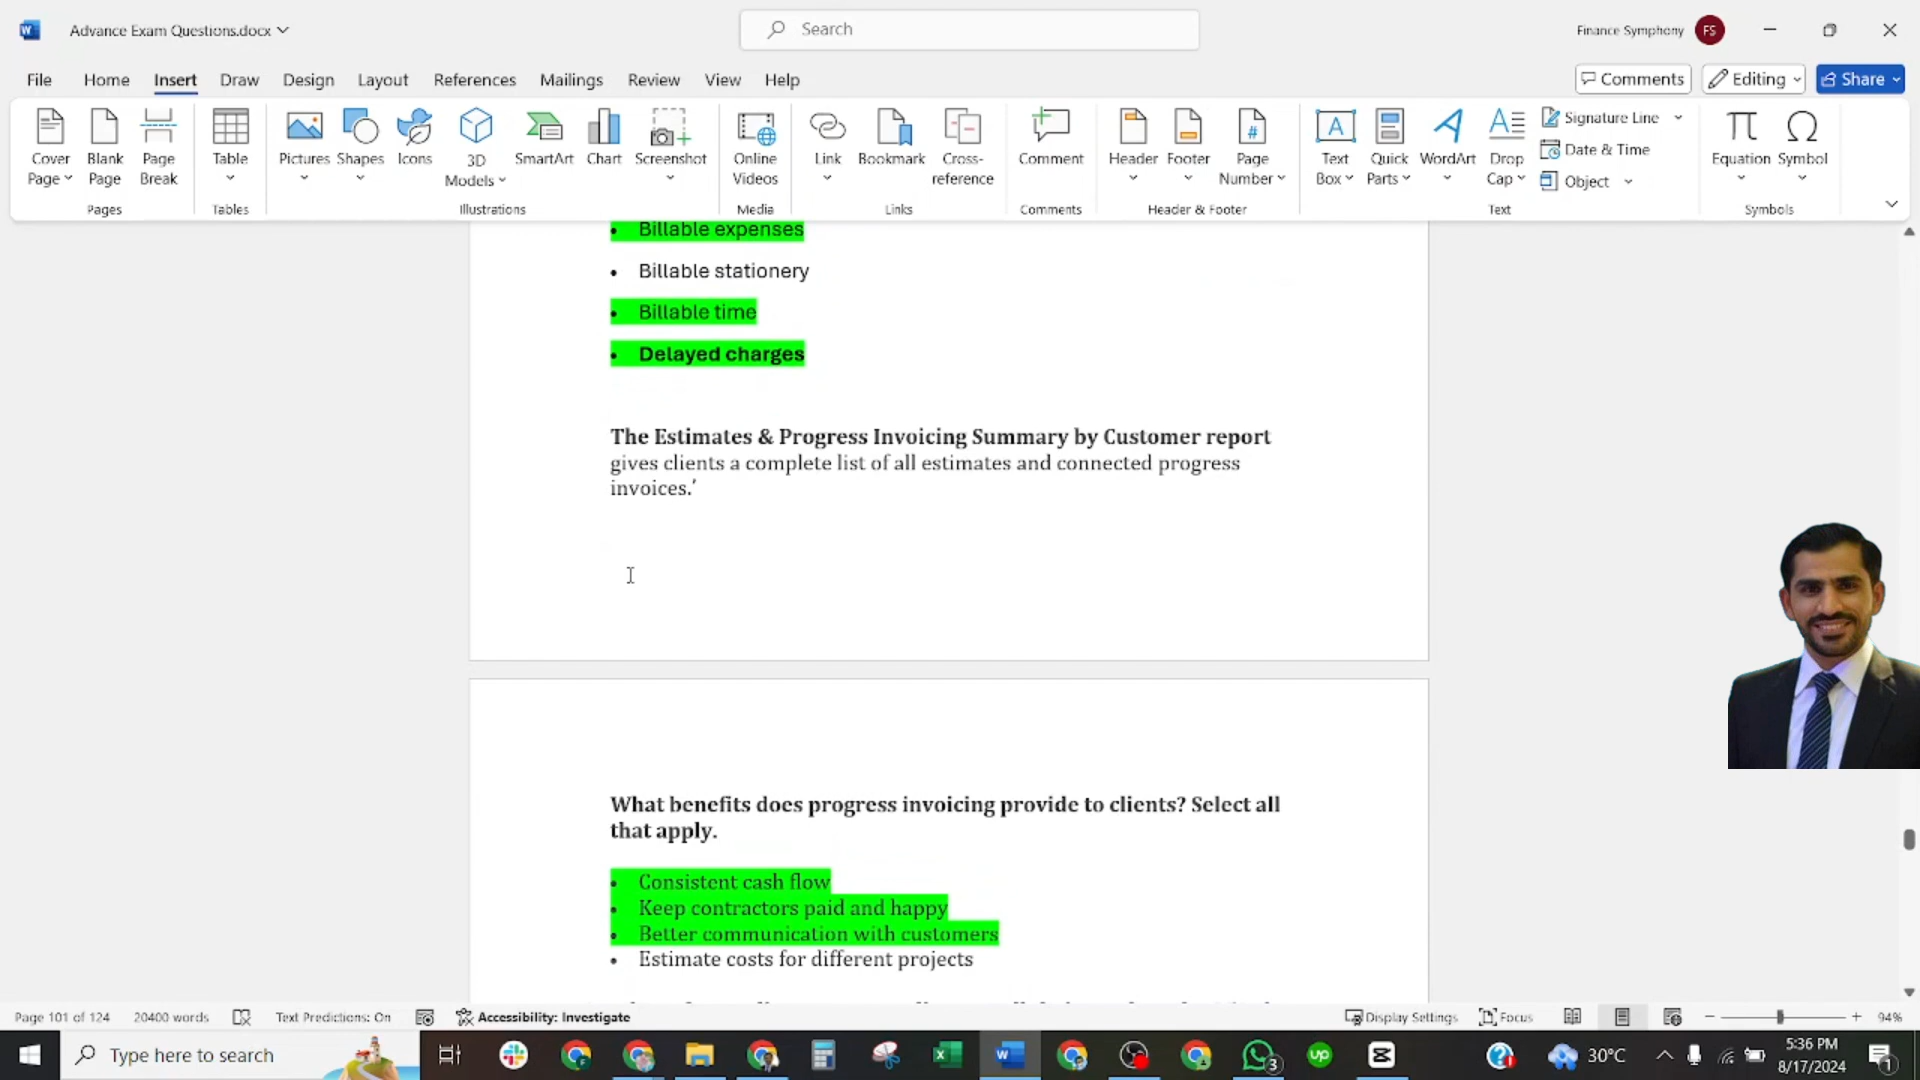 Advance Exam Questions.docx
Search
Finance Symphony
FS
File Home Insert Draw Design Layout References Mailings Review View Help
Comments Editing Share
Cover Page
Blank Page
Page Break
Table
Pictures
Shapes
Icons
3D Models
SmartArt
Chart
Screenshot
Online Videos
Link
Bookmark
Cross-reference
Comment
Header
Footer
Page Number
Text Box
Quick Parts
WordArt
Drop Cap
Signature Line
Date & Time
Object
Equation
Symbol
Pages Tables Illustrations Media Links Comments Header & Footer Text Symbols
• Billable expenses
• Billable stationery
• Billable time
• Delayed charges
The Estimates & Progress Invoicing Summary by Customer report
gives clients a complete list of all estimates and connected progress
invoices.’
What benefits does progress invoicing provide to clients? Select all
that apply.
• Consistent cash flow
• Keep contractors paid and happy
• Better communication with customers
• Estimate costs for different projects
Page 101 of 124 20400 words Text Predictions: On Accessibility: Investigate Display Settings Focus 94%
Type here to search
up
3
30°C
5:36 PM
8/17/2024
1